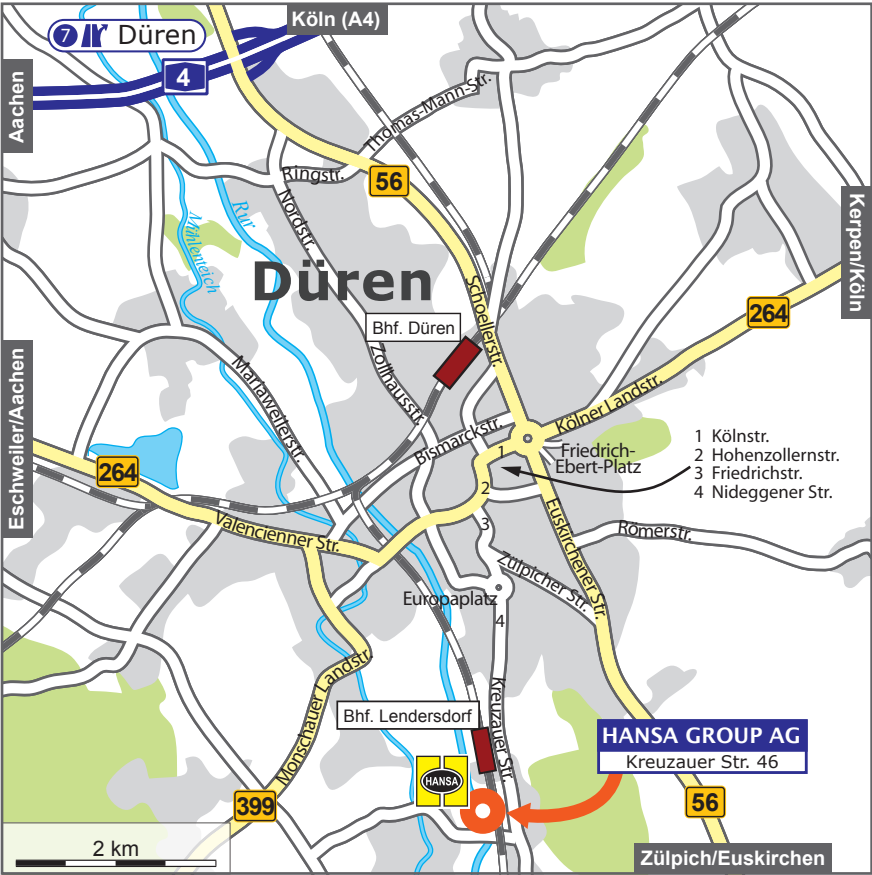 Köln (A4)
7 Düren
4
Aachen
Thomas-Mann-Str.
Ringstr.
56
Nordstr.
Rur
Mühlenteich
Kerpen/Köln
Düren
Schoellerstr.
264
Bhf. Düren
Zollhausstr.
Mariaweilerstr.
Kölner Landstr.
Eschweiler/Aachen
Bismarckstr.
Friedrich-
Ebert-Platz
1 Kölnstr.
2 Hohenzollernstr.
3 Friedrichstr.
4 Nideggener Str.
1
2
3
264
Valencienner Str.
Euskirchener Str.
Römerstr.
Zülpicher Str.
Europaplatz
4
Monschauer Landstr.
Kreuzauer Str.
Bhf. Lendersdorf
HANSA GROUP AG
Kreuzauer Str. 46
HANSA
399
56
2 km
Zülpich/Euskirchen